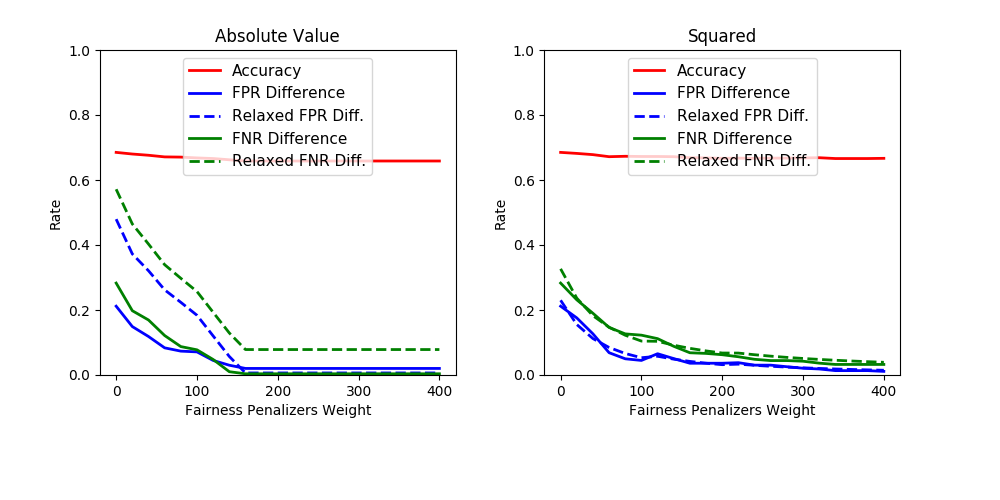 Absolute Value
1.0
0.8
0.6
0.4
0.2
0.0
Rate
Accuracy
FPR Difference
Relaxed FPR Diff.
FNR Difference
Relaxed FNR Diff.
0 100 200 300 400
Fairness Penalizers Weight
Squared
1.0
0.8
0.6
0.4
0.2
0.0
Rate
Accuracy
FPR Difference
Relaxed FPR Diff.
FNR Difference
Relaxed FNR Diff.
0 100 200 300 400
Fairness Penalizers Weight